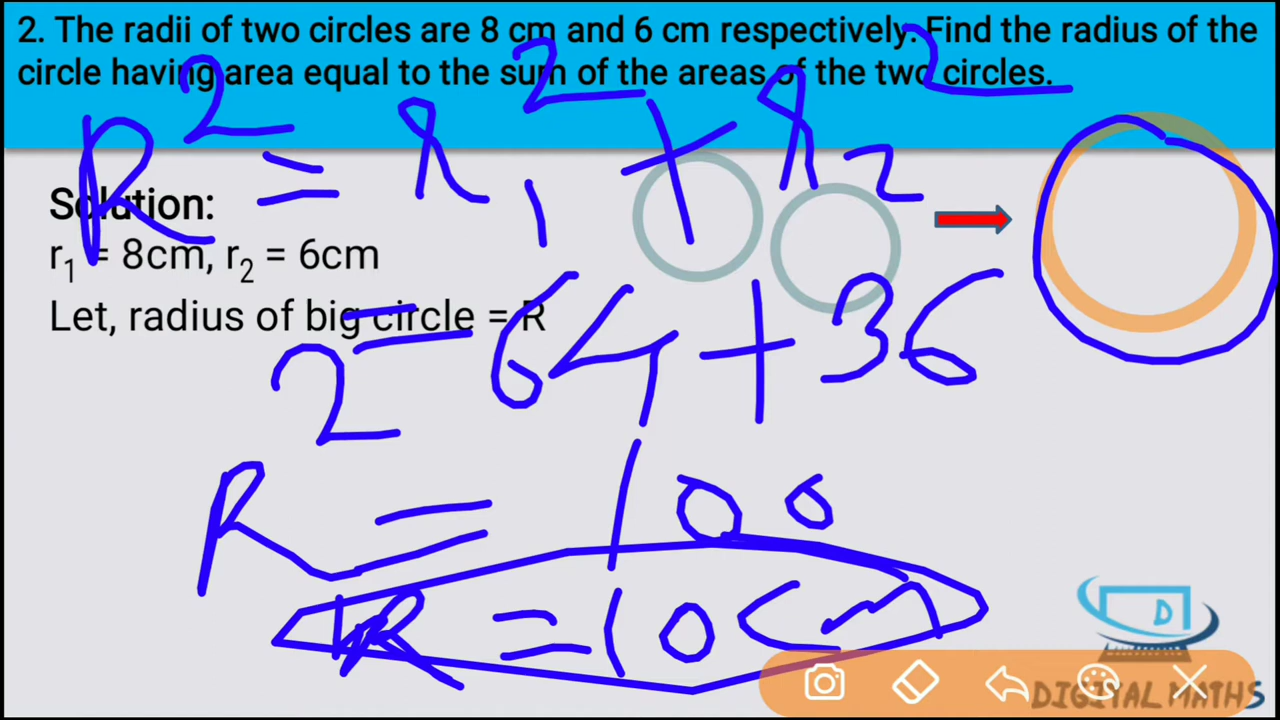 2. The radii of two circles are 8 cm and 6 cm respectively. Find the radius of the
circle having area equal to the sum of the areas of the two circles.
R² = r₁² + r₂²
Solution:
r₁ = 8cm, r₂ = 6cm
Let, radius of big circle = R
= 64 + 36
R² = 100
R = 10cm
D
DIGITAL MATHS